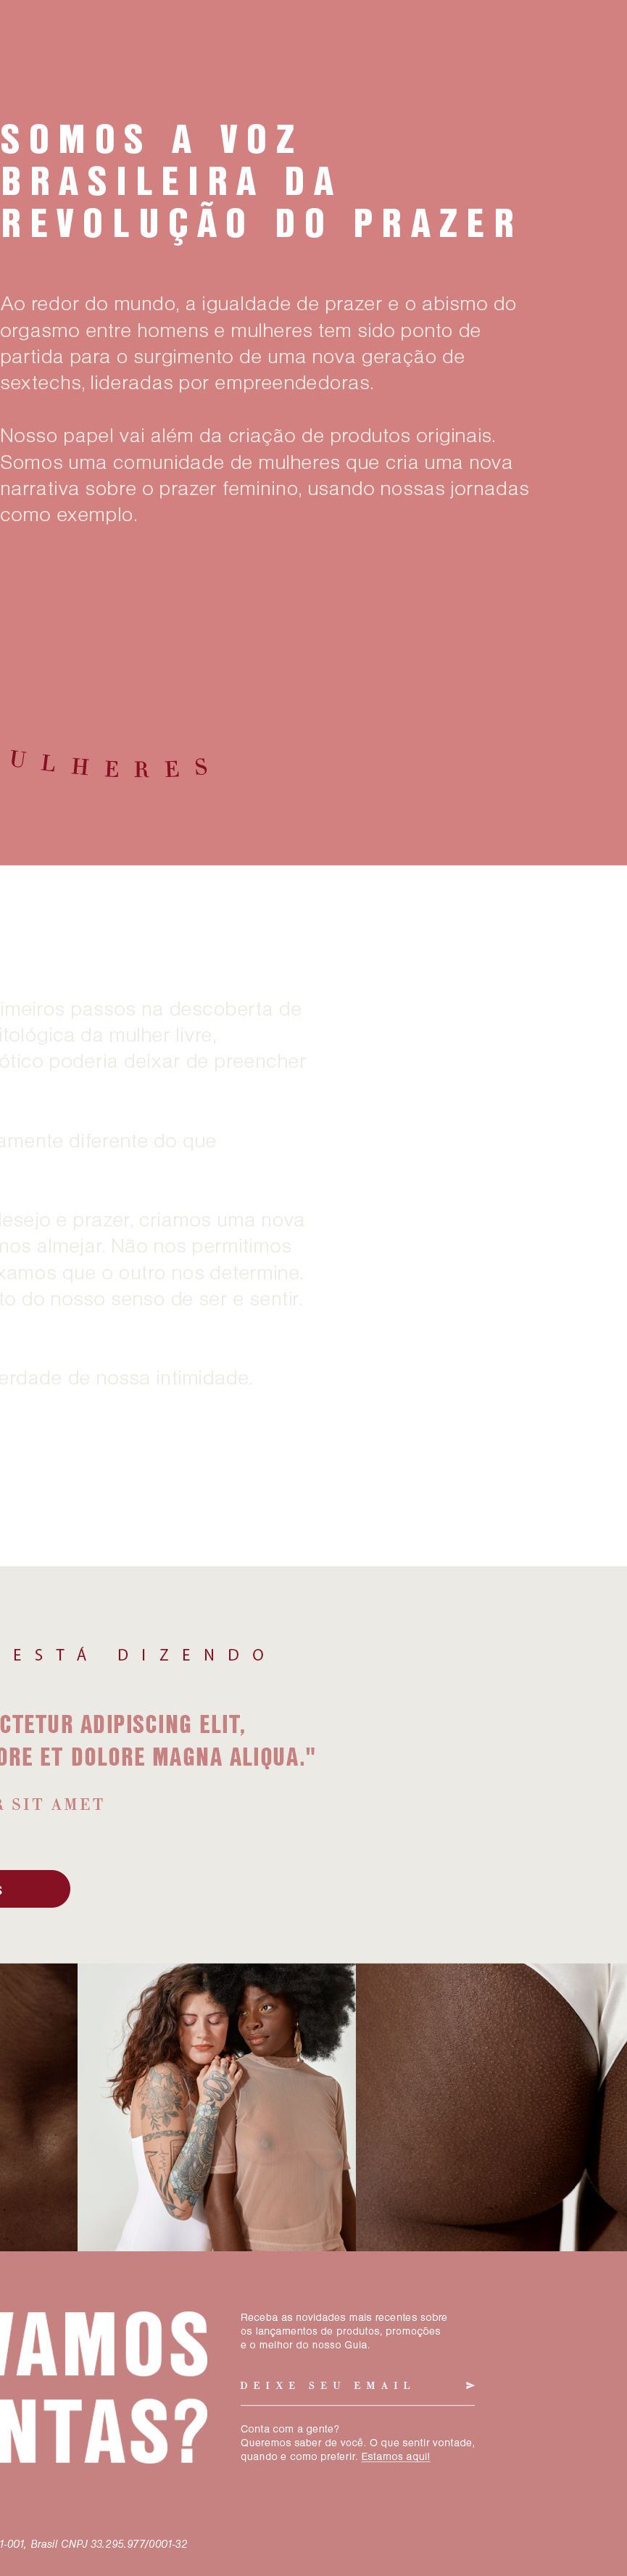 SOMOS A VOZ
BRASILEIRA DA
REVOLUÇÃO DO PRAZER
Ao redor do mundo, a igualdade de prazer e o abismo do
orgasmo entre homens e mulheres tem sido ponto de
partida para o surgimento de uma nova geração de
sextechs, lideradas por empreendedoras.
Nosso papel vai além da criação de produtos originais.
Somos uma comunidade de mulheres que cria uma nova
narrativa sobre o prazer feminino, usando nossas jornadas
como exemplo.
ULHERES
imeiros passos na descoberta de
itológica da mulher livre,
ótico poderia deixar de preencher
amente diferente do que
desejo e prazer, criamos uma nova
mos almejar. Não nos permitimos
xamos que o outro nos determine.
to do nosso senso de ser e sentir.
erdade de nossa intimidade.
ESTÁ DIZENDO
CTETUR ADIPISCING ELIT,
ORE ET DOLORE MAGNA ALIQUA."
R SIT AMET
s
VAMOS
NTAS?
Receba as novidades mais recentes sobre
os lançamentos de produtos, promoções
e o melhor do nosso Guia.
DEIXE SEU EMAIL
Conta com a gente?
Queremos saber de você. O que sentir vontade,
quando e como preferir. Estamos aqui!
1-001, Brasil CNPJ 33.295.977/0001-32